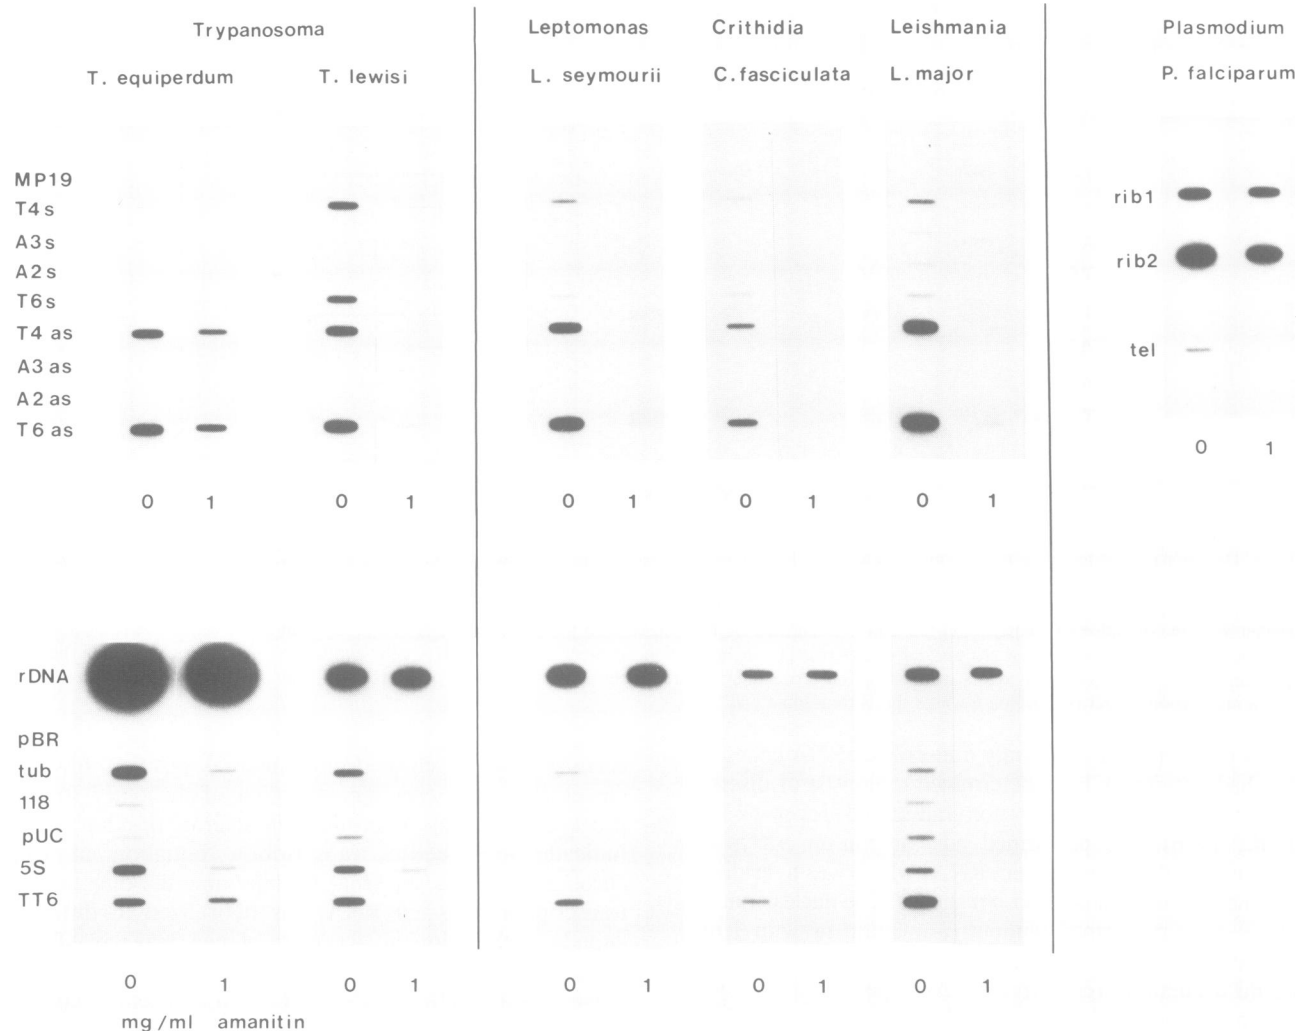 Trypanosoma Leptomonas Crithidia Leishmania Plasmodium
T. equiperdum T. lewisi L. seymourii C.fasciculata L. major P. falciparum
MP19
T4 s
A3 s
A2 s
T6 s
T4 as
A3 as
A2 as
T6 as
rib1
rib2
tel
0 1
0 1 0 1 0 1 0 1 0 1
rDNA
pBR
tub
118
pUC
5S
TT6
0 1 0 1 0 1 0 1 0 1
mg/ml amanitin